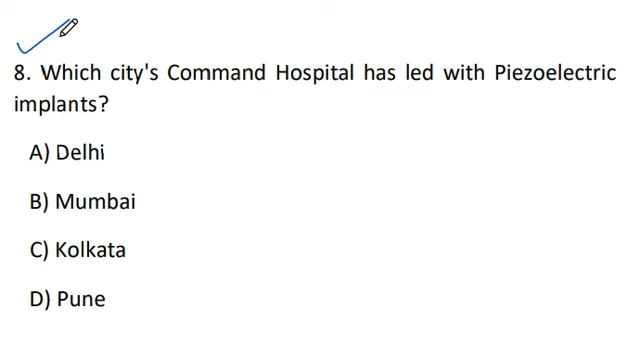 8. Which city's Command Hospital has led with Piezoelectric
implants?
A) Delhi
B) Mumbai
C) Kolkata
D) Pune